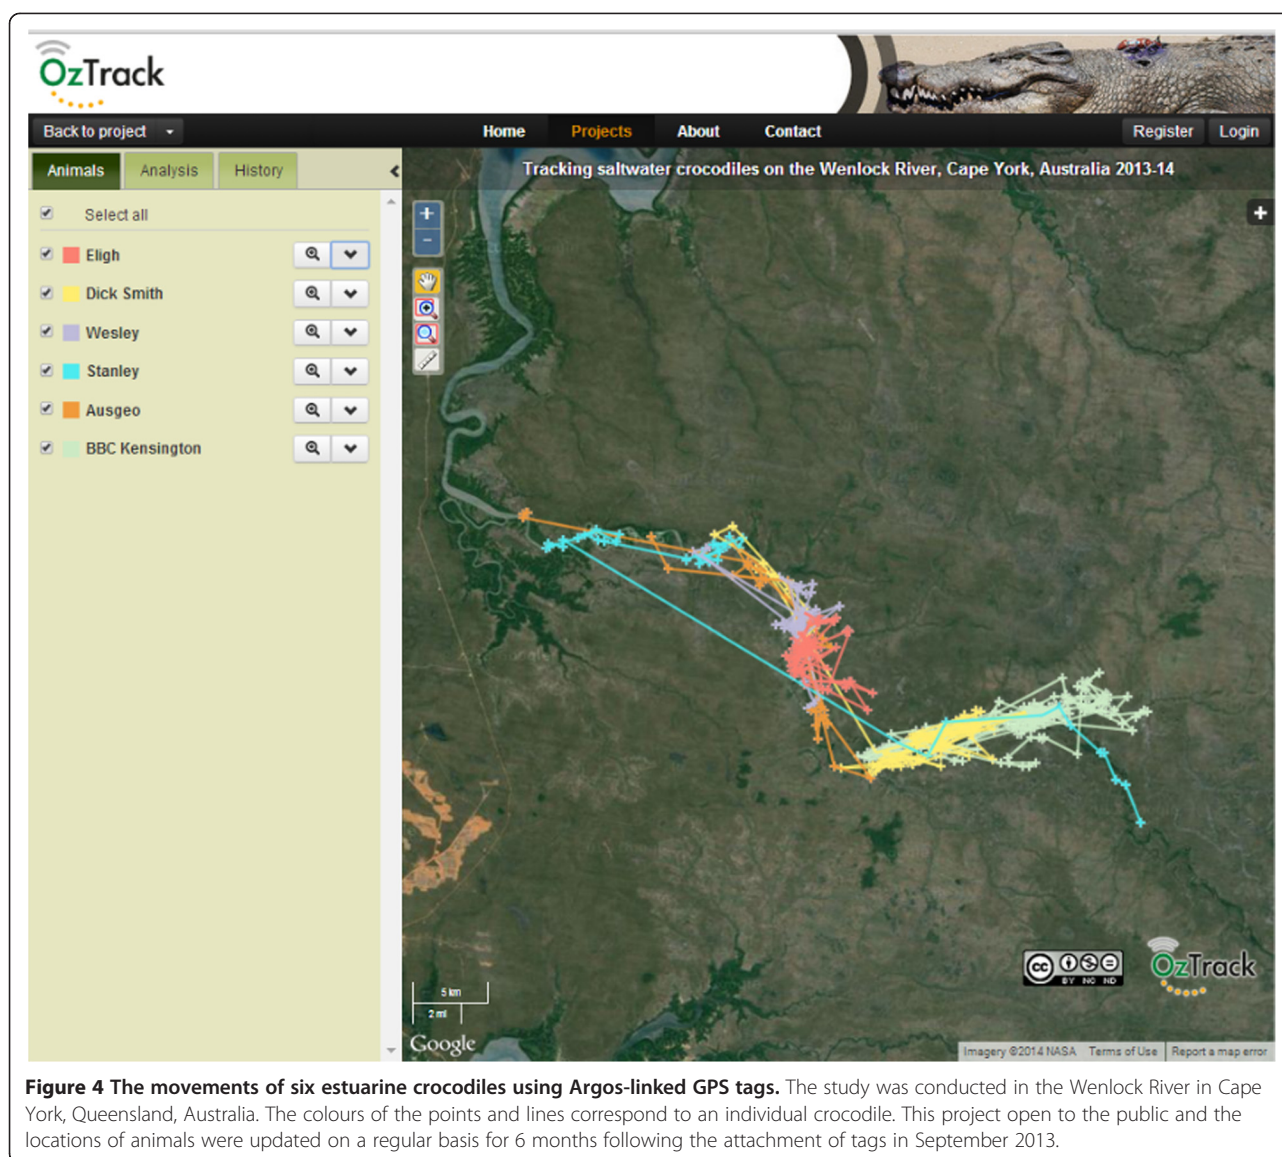 OzTrack
Back to project
Home Projects About Contact
Register Login
Animals Analysis History
Tracking saltwater crocodiles on the Wenlock River, Cape York, Australia 2013-14
Select all
Eligh
Dick Smith
Wesley
Stanley
Ausgeo
BBC Kensington
cc BY NC ND
OzTrack
5 km
2 mi
Google
Imagery ©2014 NASA Terms of Use Report a map error
Figure 4 The movements of six estuarine crocodiles using Argos-linked GPS tags. The study was conducted in the Wenlock River in Cape
York, Queensland, Australia. The colours of the points and lines correspond to an individual crocodile. This project open to the public and the
locations of animals were updated on a regular basis for 6 months following the attachment of tags in September 2013.